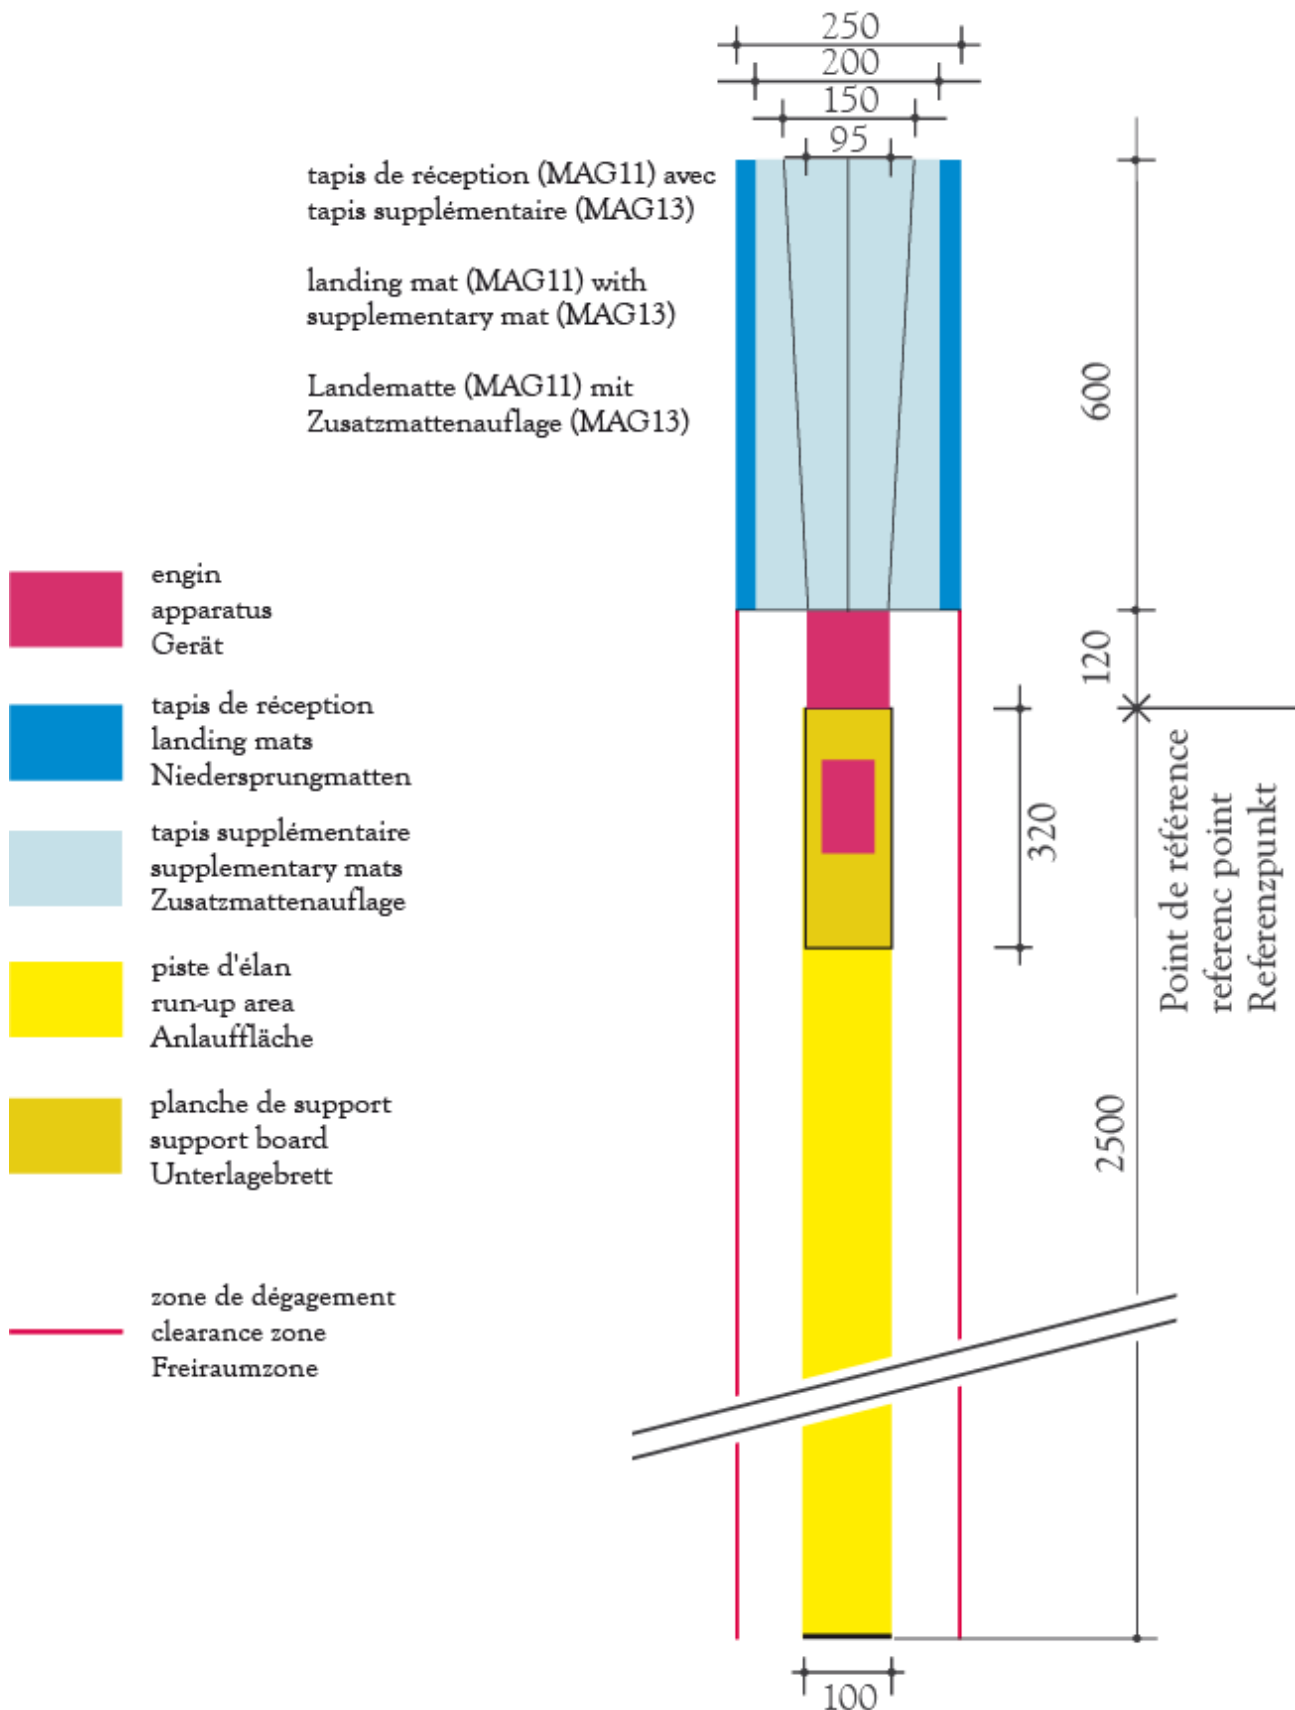 250
200
150
95
tapis de réception (MAG11) avec
tapis supplémentaire (MAG13)
landing mat (MAG11) with
supplementary mat (MAG13)
Landematte (MAG11) mit
Zusatzmattenauflage (MAG13)
600
engin
apparatus
Gerät
120
tapis de réception
landing mats
Niedersprungmatten
320
Point de référence
referenc point
Referenzpunkt
tapis supplémentaire
supplementary mats
Zusatzmattenauflage
piste d'élan
run-up area
Anlauffläche
2500
planche de support
support board
Unterlagebrett
zone de dégagement
clearance zone
Freiraumzone
100